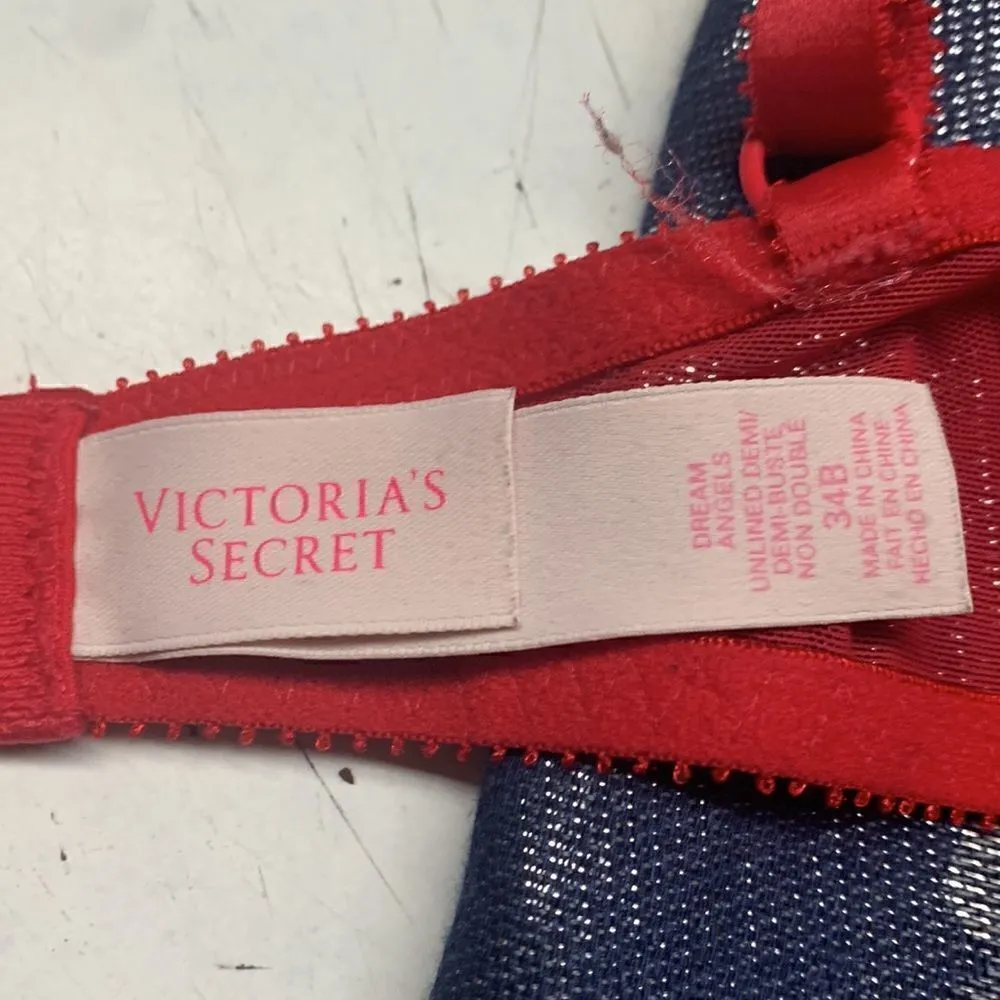 VICTORIA'S
SECRET
DREAM
ANGELS
UNLINED DEMI/
DEMI-BUSTE
NON DOUBLÉ
34B
MADE IN CHINA
FAIT EN CHINE
HECHO EN CHINA